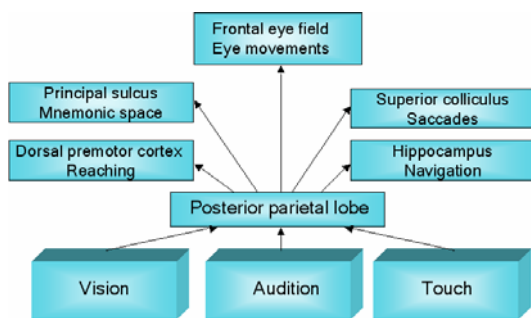 Frontal eye field
Eye movements
Principal sulcus
Mnemonic space
Superior colliculus
Saccades
Dorsal premotor cortex
Reaching
Hippocampus
Navigation
Posterior parietal lobe
Vision
Audition
Touch